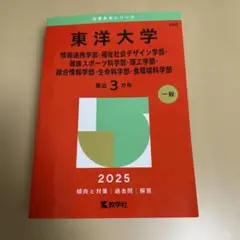 大学赤本シリーズ
東洋大学
情報連携学部・福祉社会デザイン学部・
健康スポーツ科学部・理工学部・
総合情報学部・生命科学部・食環境科学部
最近3カ年
一般
2025
傾向と対策｜過去問｜解答
教学社